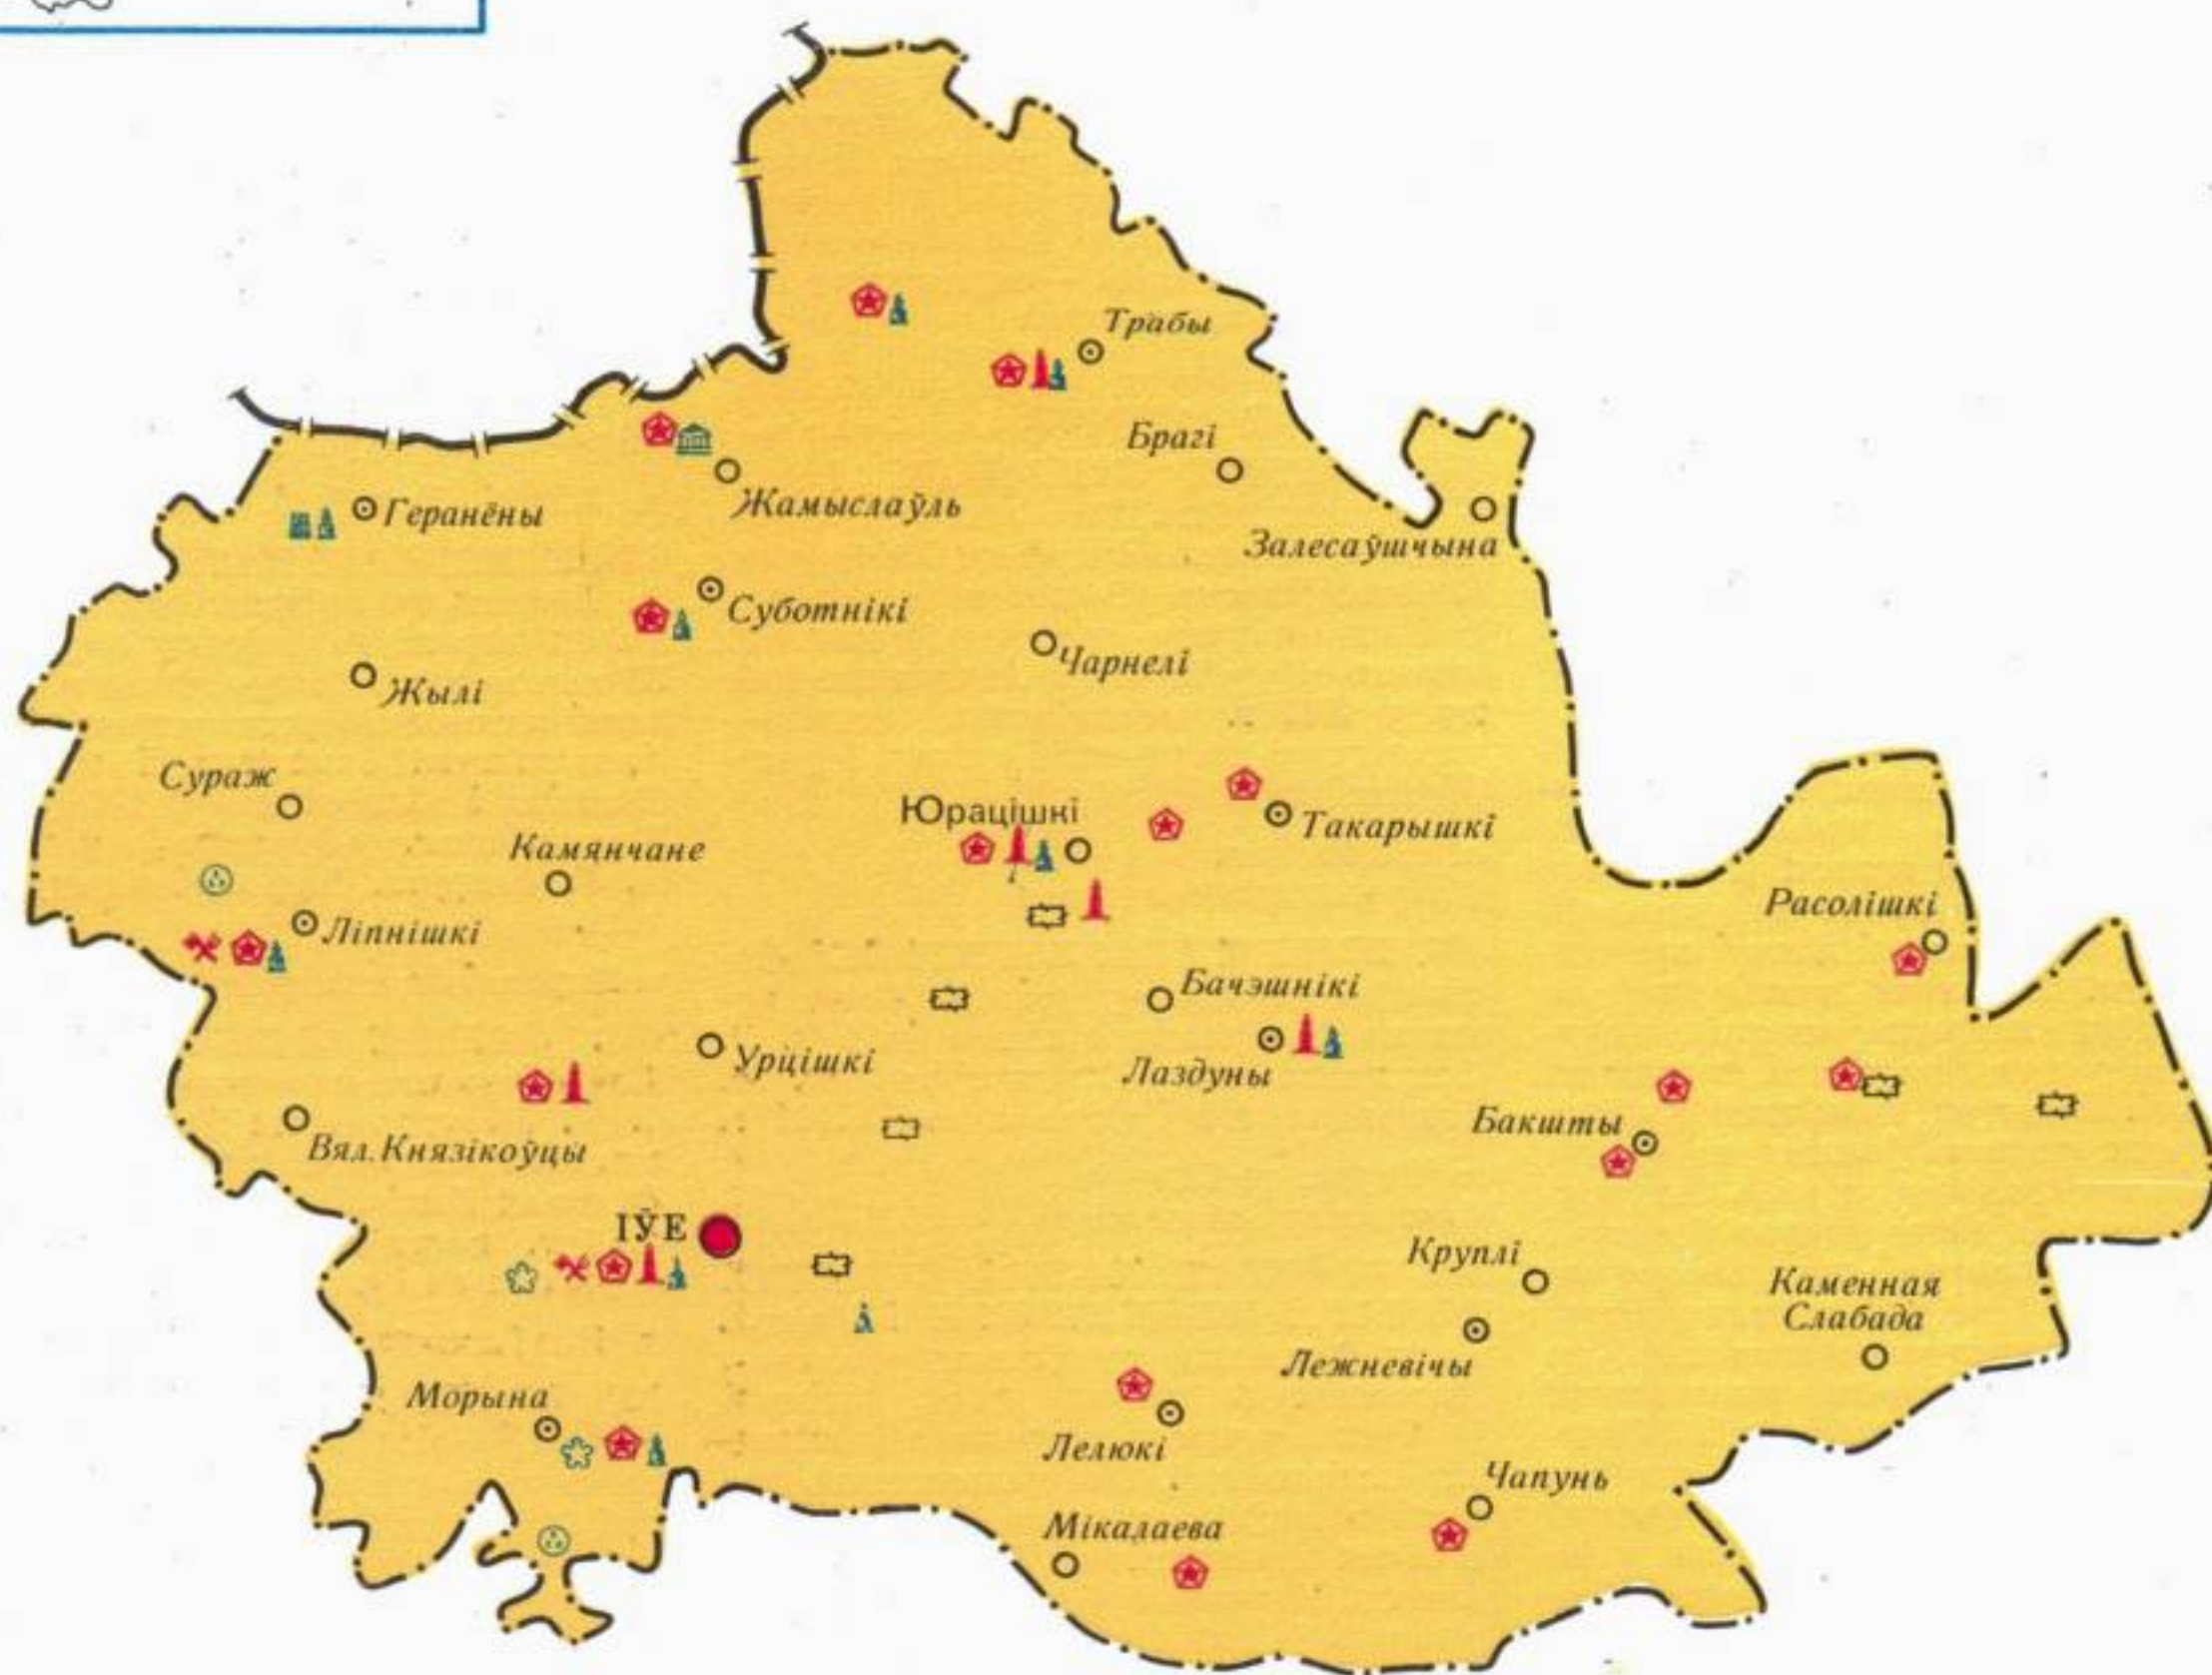 Трабы
Брагі
Жамыслаўль
Геранёны
Залесаўшчына
Суботнікі
Чарнелі
Жылі
Сураж
Юрацішкі
Такарышкі
Камянчане
Расолішкі
Ліпнішкі
Бачэшнікі
Урцішкі
Лаздуны
Бакшты
Вял. Князікоўцы
ІЎЕ
Круплі
Каменная
Слабада
Лежневічы
Морына
Лелюкі
Чапунь
Мікалаева